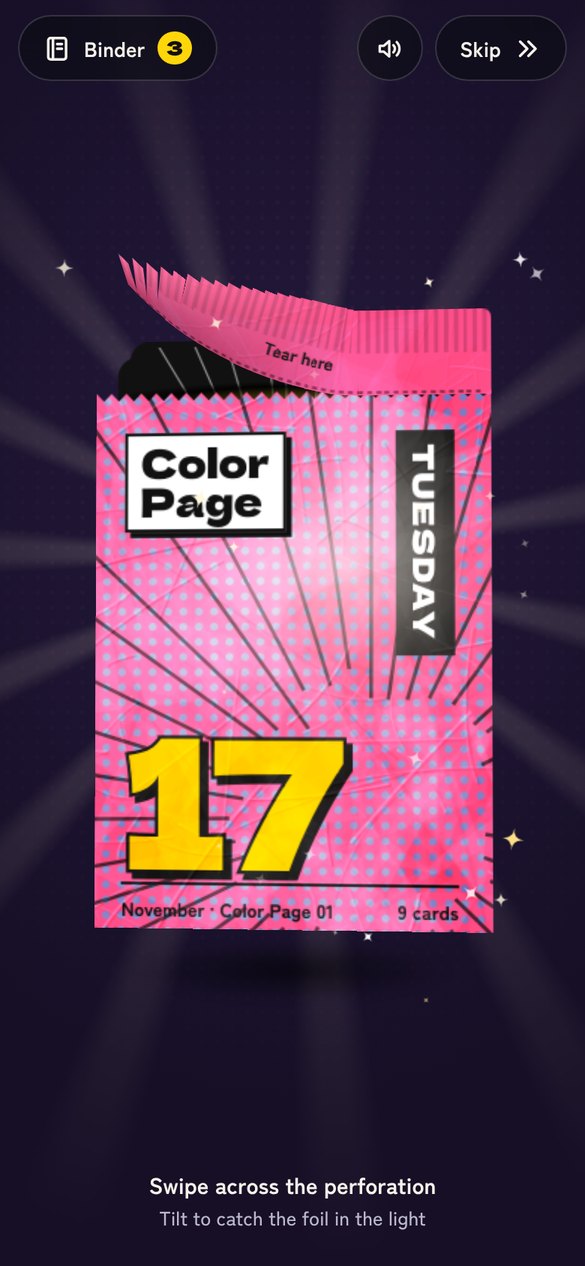 Binder 3
Skip
Tear here
Color
Page
TUESDAY
17
November · Color Page 01
9 cards
Swipe across the perforation
Tilt to catch the foil in the light